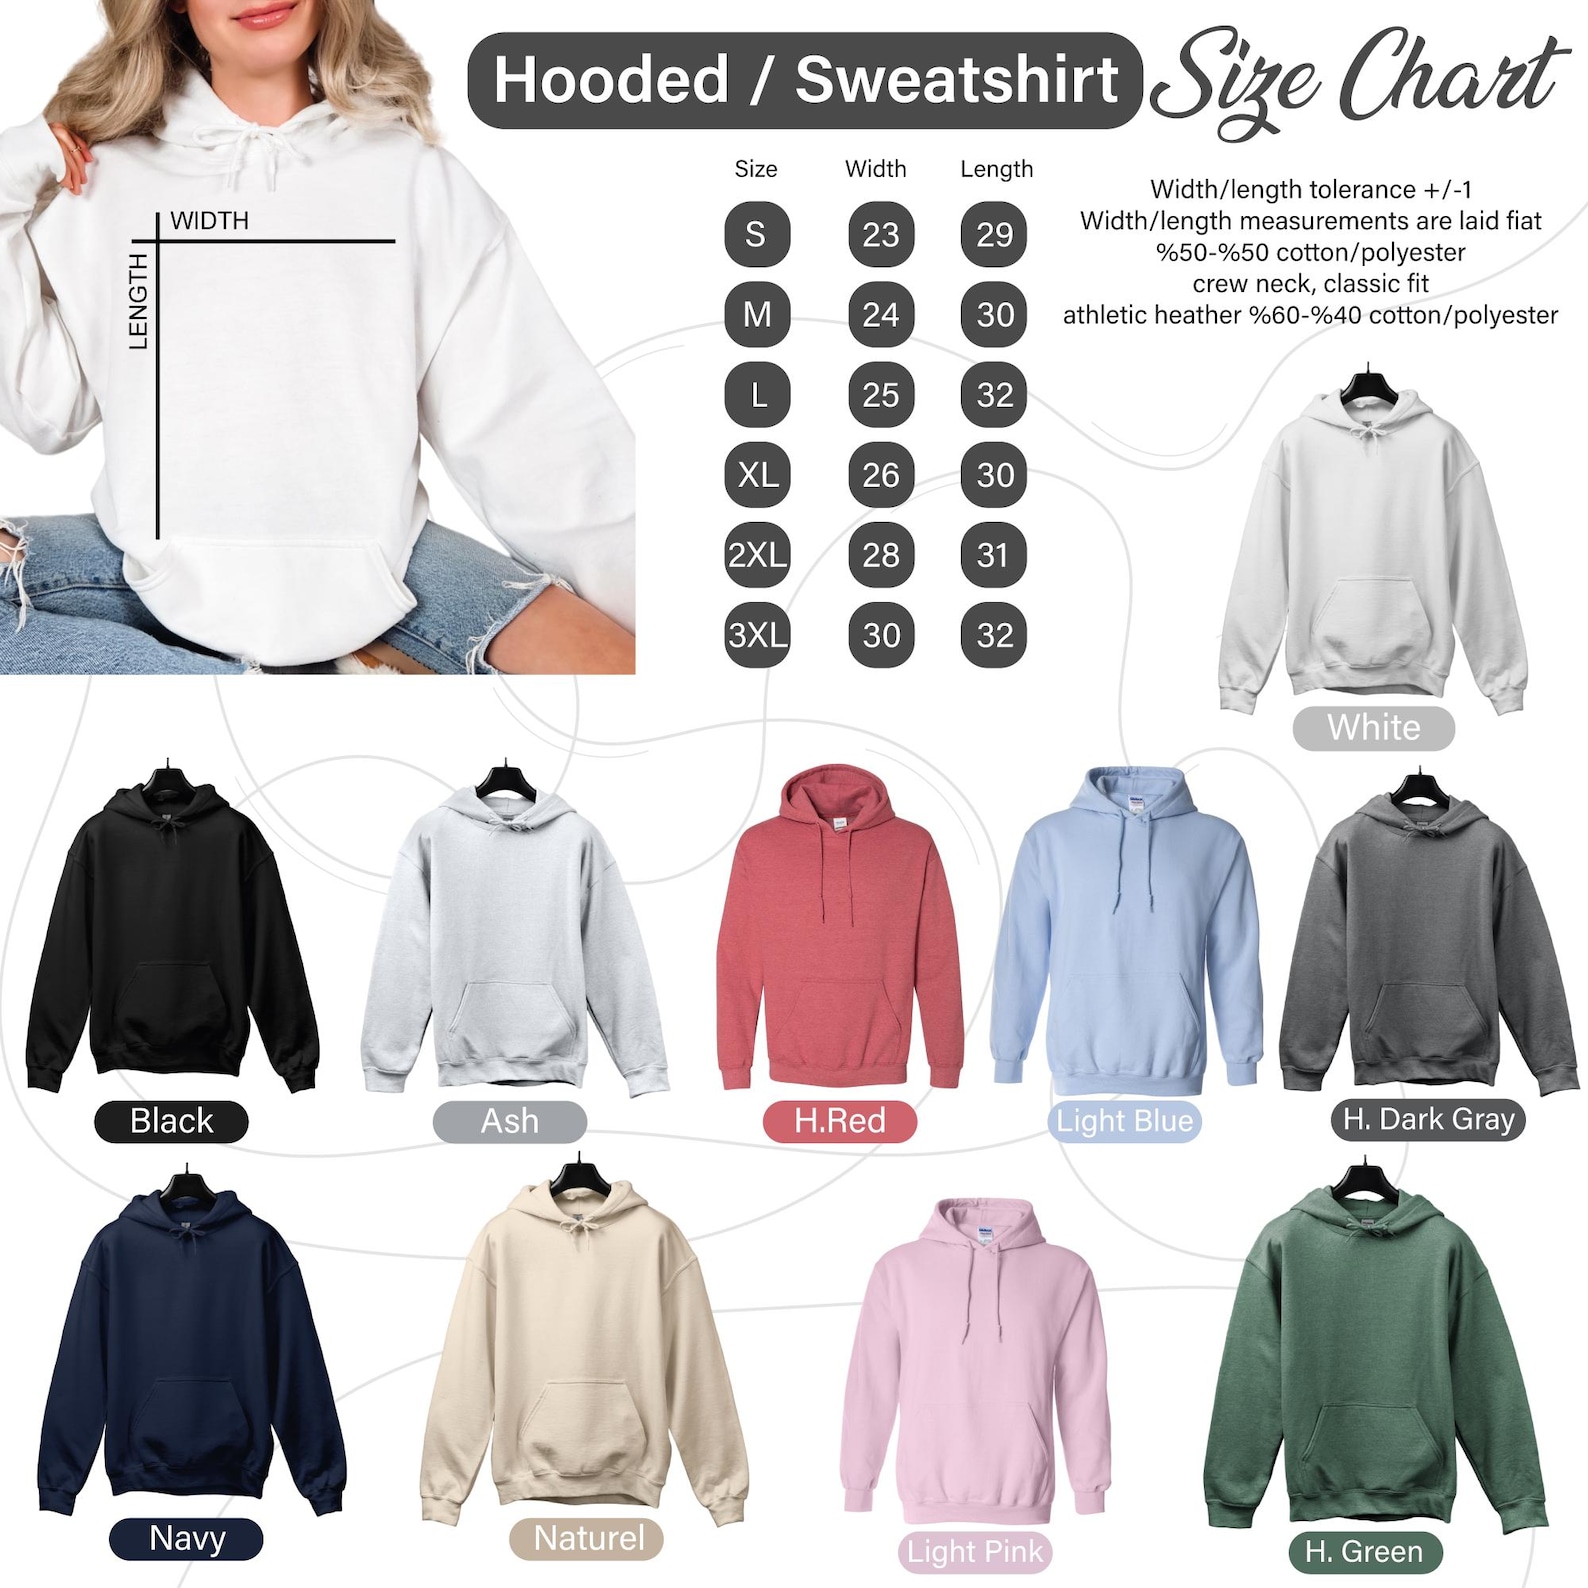 Hooded / Sweatshirt Size Chart
WIDTH
LENGTH
Size Width Length
S 23 29
M 24 30
L 25 32
XL 26 30
2XL 28 31
3XL 30 32
Width/length tolerance +/-1
Width/length measurements are laid fiat
%50-%50 cotton/polyester
crew neck, classic fit
athletic heather %60-%40 cotton/polyester
White
Black
Ash
H.Red
Light Blue
H. Dark Gray
Navy
Naturel
Light Pink
H. Green